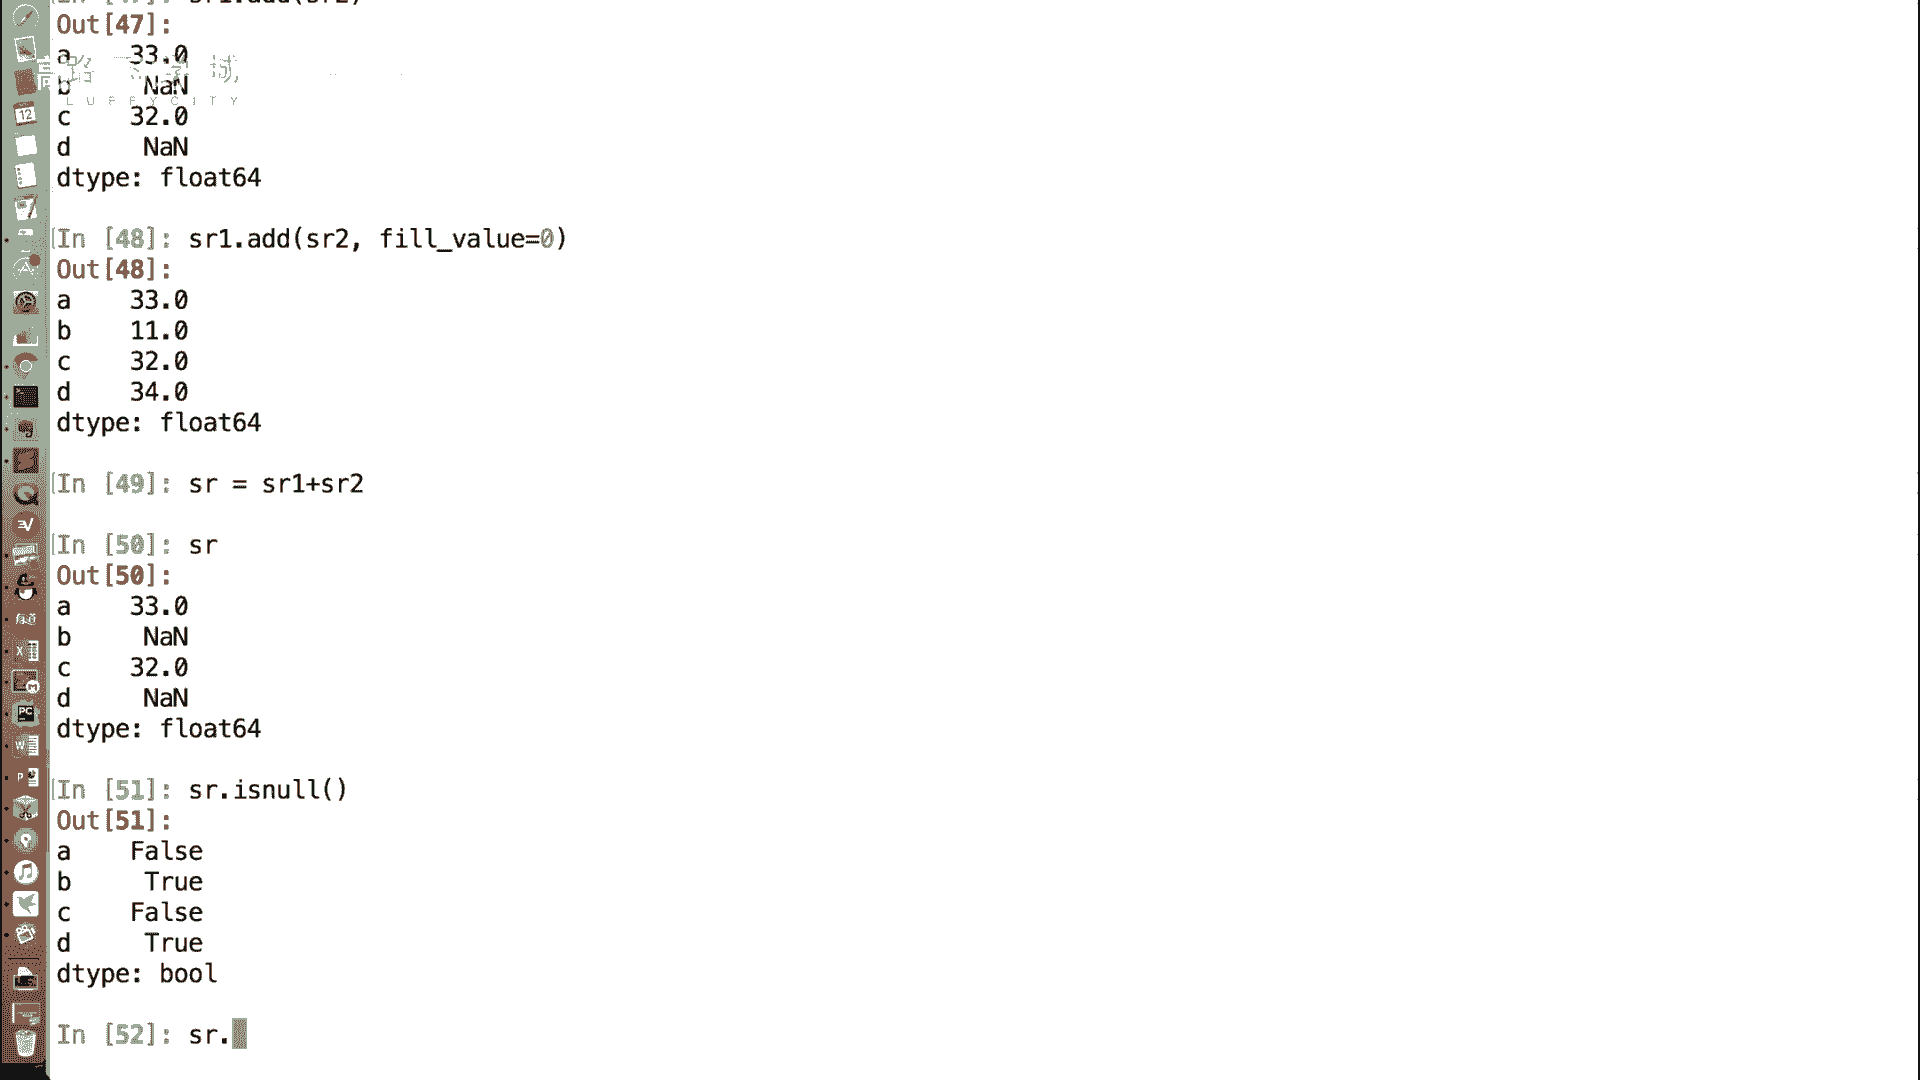 Out[47]:
a    33.0
b     NaN
LUFFYCITY
c    32.0
d     NaN
dtype: float64
In [48]: sr1.add(sr2, fill_value=0)
Out[48]:
a    33.0
b    11.0
c    32.0
d    34.0
dtype: float64
In [49]: sr = sr1+sr2
In [50]: sr
Out[50]:
a    33.0
b     NaN
c    32.0
d     NaN
dtype: float64
In [51]: sr.isnull()
Out[51]:
a    False
b     True
c    False
d     True
dtype: bool
In [52]: sr.